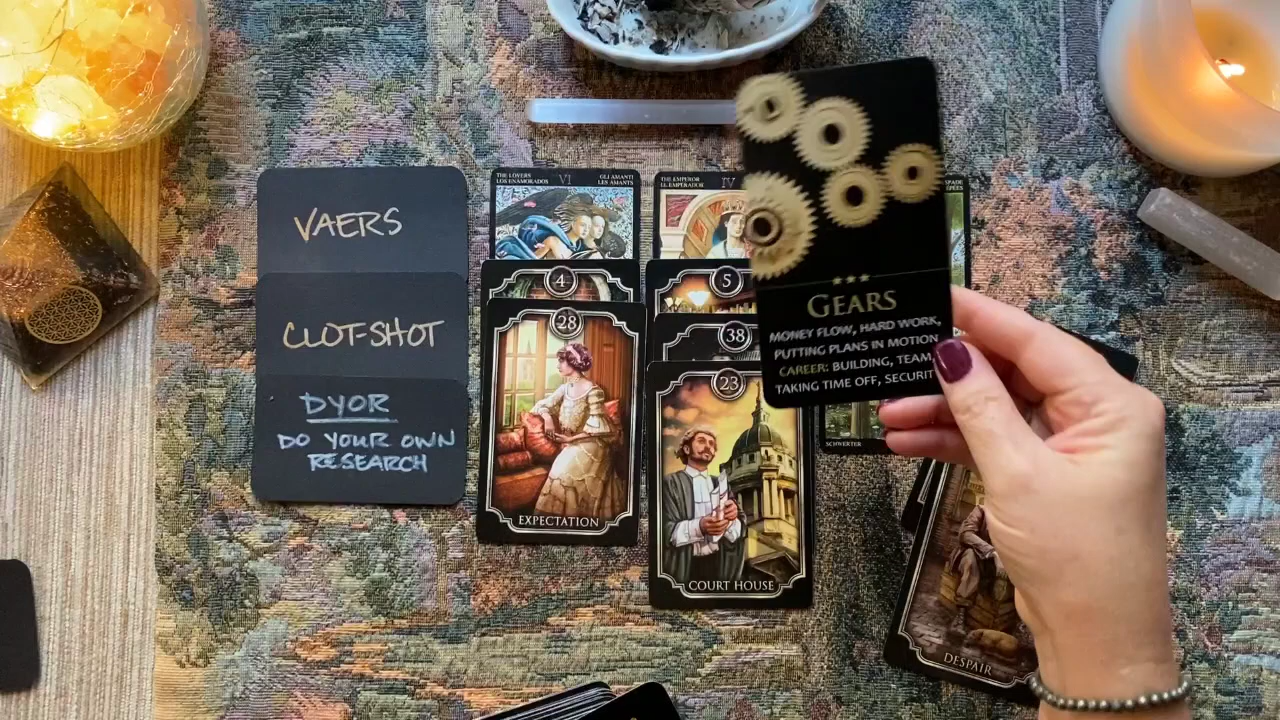 VAERS
CLOT-SHOT
DYOR
DO YOUR OWN
RESEARCH
THE LOVERS
LOS ENAMORADOS
VI
GLI AMANTI
LES AMANTS
4
28
EXPECTATION
THE EMPEROR
EL EMPERADOR
IV
5
38
23
COURT HOUSE
GEARS
MONEY FLOW, HARD WORK,
PUTTING PLANS IN MOTION
CAREER: BUILDING, TEAM,
TAKING TIME OFF, SECURIT
SCHWERTER
DESPAIR